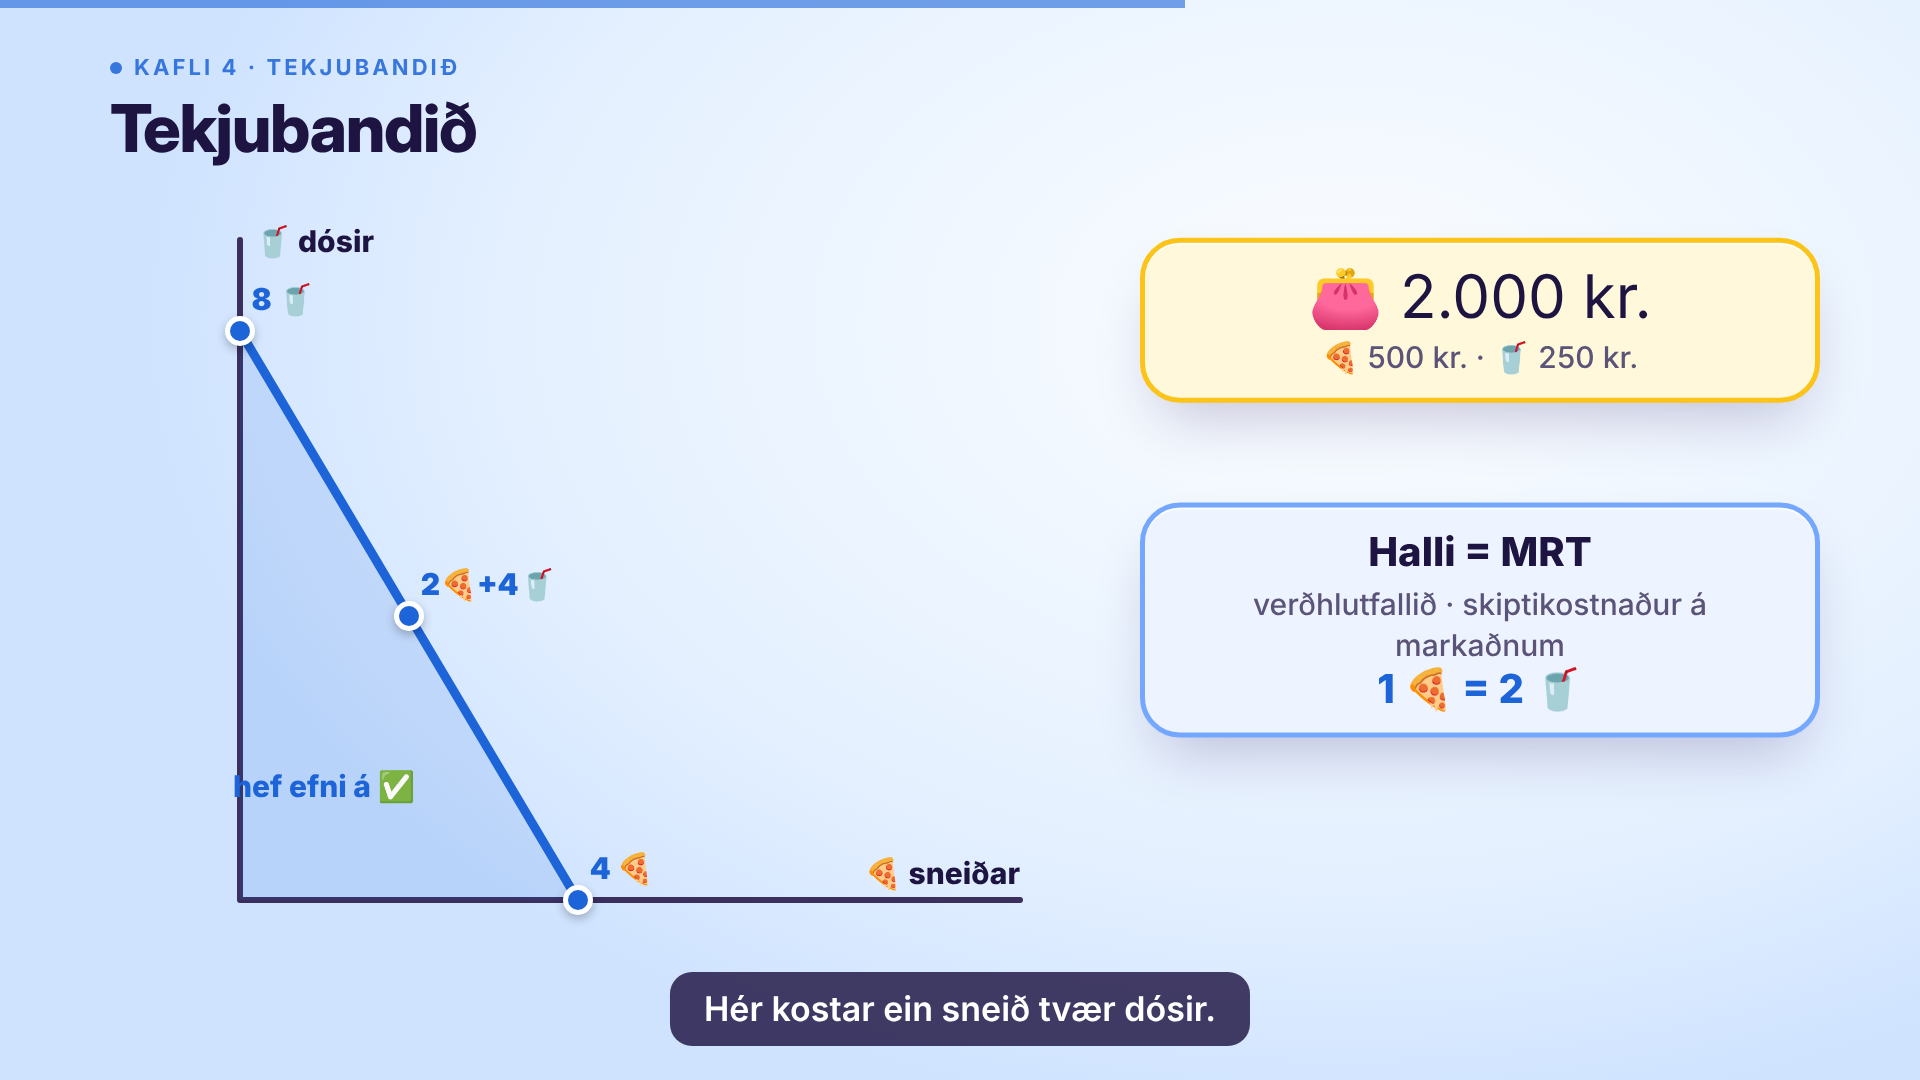 KAFLI 4 · TEKJUBANDIÐ
Tekjubandið
🥤 dósir
8 🥤
2🍕+4🥤
hef efni á ✅
4 🍕
🍕 sneiðar
👛 2.000 kr.
🍕 500 kr. · 🥤 250 kr.
Halli = MRT
verðhlutfallið · skiptikostnaður á
markaðnum
1 🍕 = 2 🥤
Hér kostar ein sneið tvær dósir.